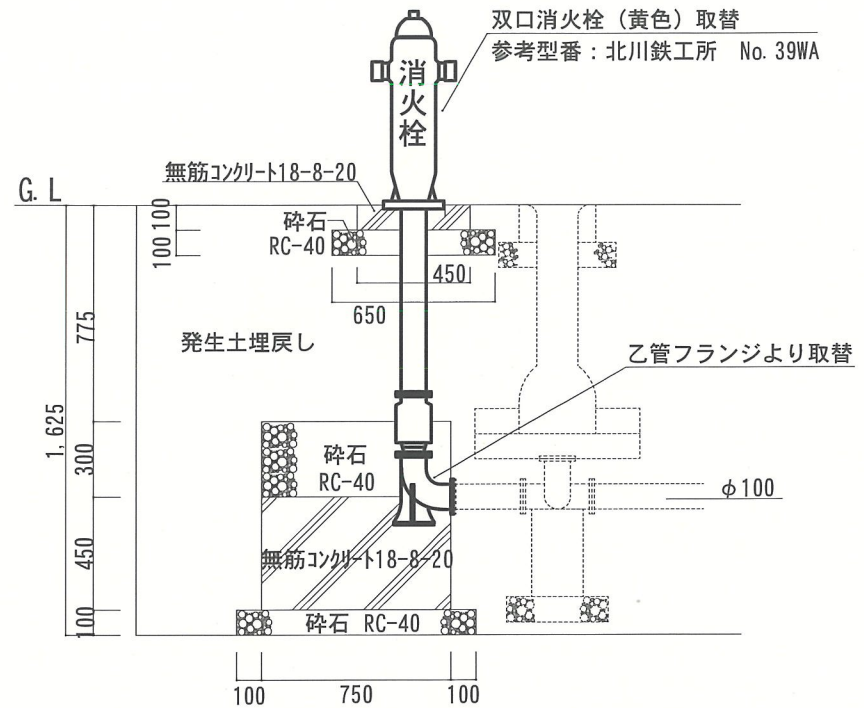 双口消火栓（黄色）取替
参考型番：北川鉄工所 No.39WA
消火栓
無筋コンクリート18-8-20
G.L
砕石
RC-40
100
100
450
650
775
発生土埋戻し
乙管フランジより取替
1,625
300
砕石
RC-40
φ100
450
無筋コンクリート18-8-20
100
砕石 RC-40
100
750
100